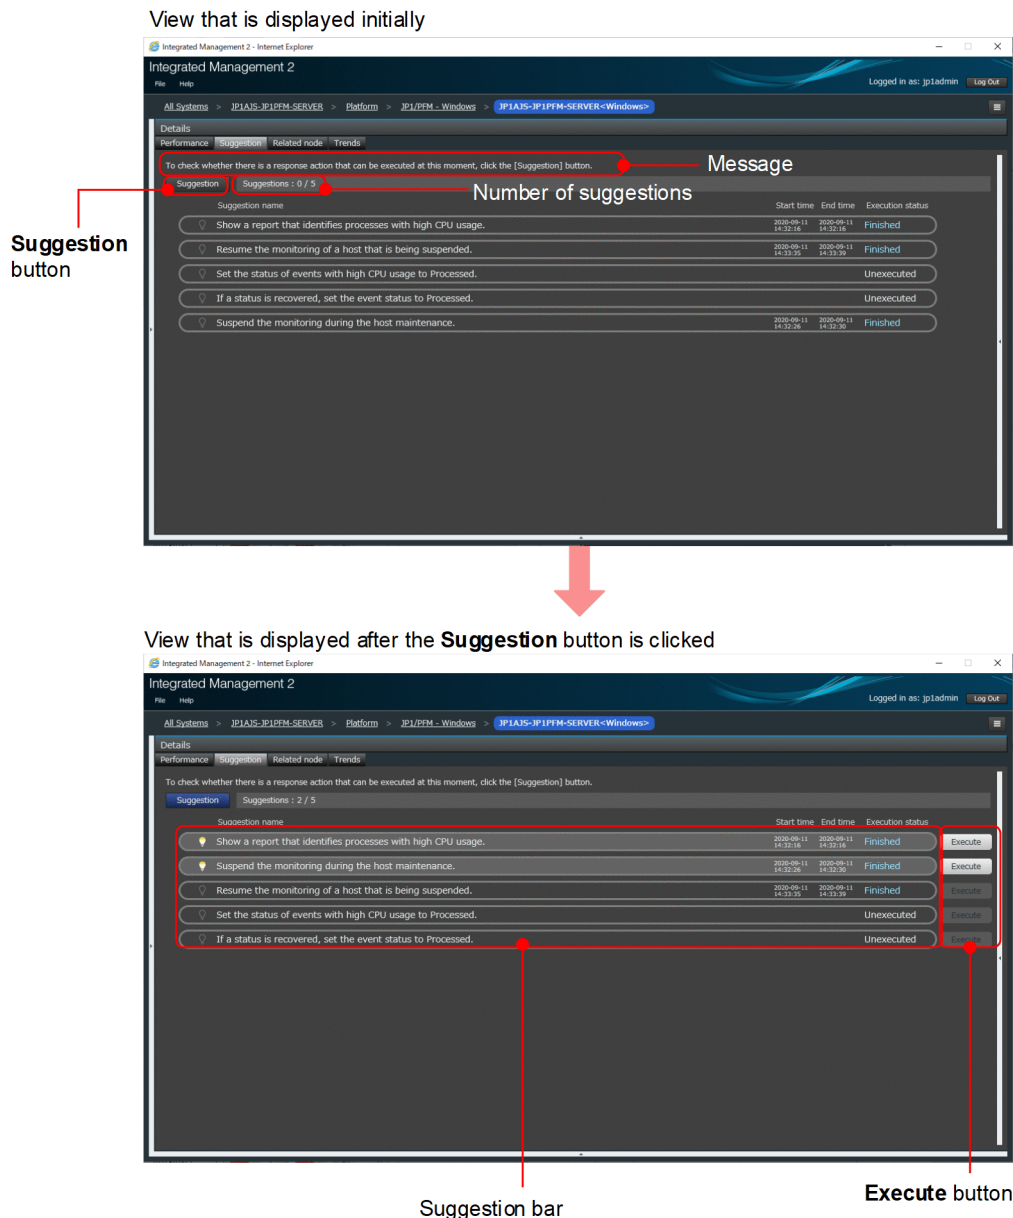 View that is displayed initially
Integrated Management 2 - Internet Explorer
Integrated Management 2
File Help
Logged in as: jp1admin Log Out
All Systems > JP1AJS-JP1PFM-SERVER > Platform > JP1/PFM - Windows > JP1AJS-JP1PFM-SERVER<Windows>
Details
Performance Suggestion Related node Trends
To check whether there is a response action that can be executed at this moment, click the [Suggestion] button.
Message
Suggestion Suggestions : 0 / 5
Number of suggestions
Suggestion name Start time End time Execution status
Show a report that identifies processes with high CPU usage. 2020-09-11 14:32:16 2020-09-11 14:32:16 Finished
Suggestion button
Resume the monitoring of a host that is being suspended. 2020-09-11 14:33:35 2020-09-11 14:33:39 Finished
Set the status of events with high CPU usage to Processed. Unexecuted
If a status is recovered, set the event status to Processed. Unexecuted
Suspend the monitoring during the host maintenance. 2020-09-11 14:32:26 2020-09-11 14:32:30 Finished
View that is displayed after the Suggestion button is clicked
Integrated Management 2 - Internet Explorer
Integrated Management 2
File Help
Logged in as: jp1admin Log Out
All Systems > JP1AJS-JP1PFM-SERVER > Platform > JP1/PFM - Windows > JP1AJS-JP1PFM-SERVER<Windows>
Details
Performance Suggestion Related node Trends
To check whether there is a response action that can be executed at this moment, click the [Suggestion] button.
Suggestion Suggestions : 2 / 5
Suggestion name Start time End time Execution status
Show a report that identifies processes with high CPU usage. 2020-09-11 14:32:16 2020-09-11 14:32:16 Finished Execute
Suspend the monitoring during the host maintenance. 2020-09-11 14:32:26 2020-09-11 14:32:30 Finished Execute
Resume the monitoring of a host that is being suspended. 2020-09-11 14:33:35 2020-09-11 14:33:39 Finished Execute
Set the status of events with high CPU usage to Processed. Unexecuted Execute
If a status is recovered, set the event status to Processed. Unexecuted Execute
Execute button
Suggestion bar